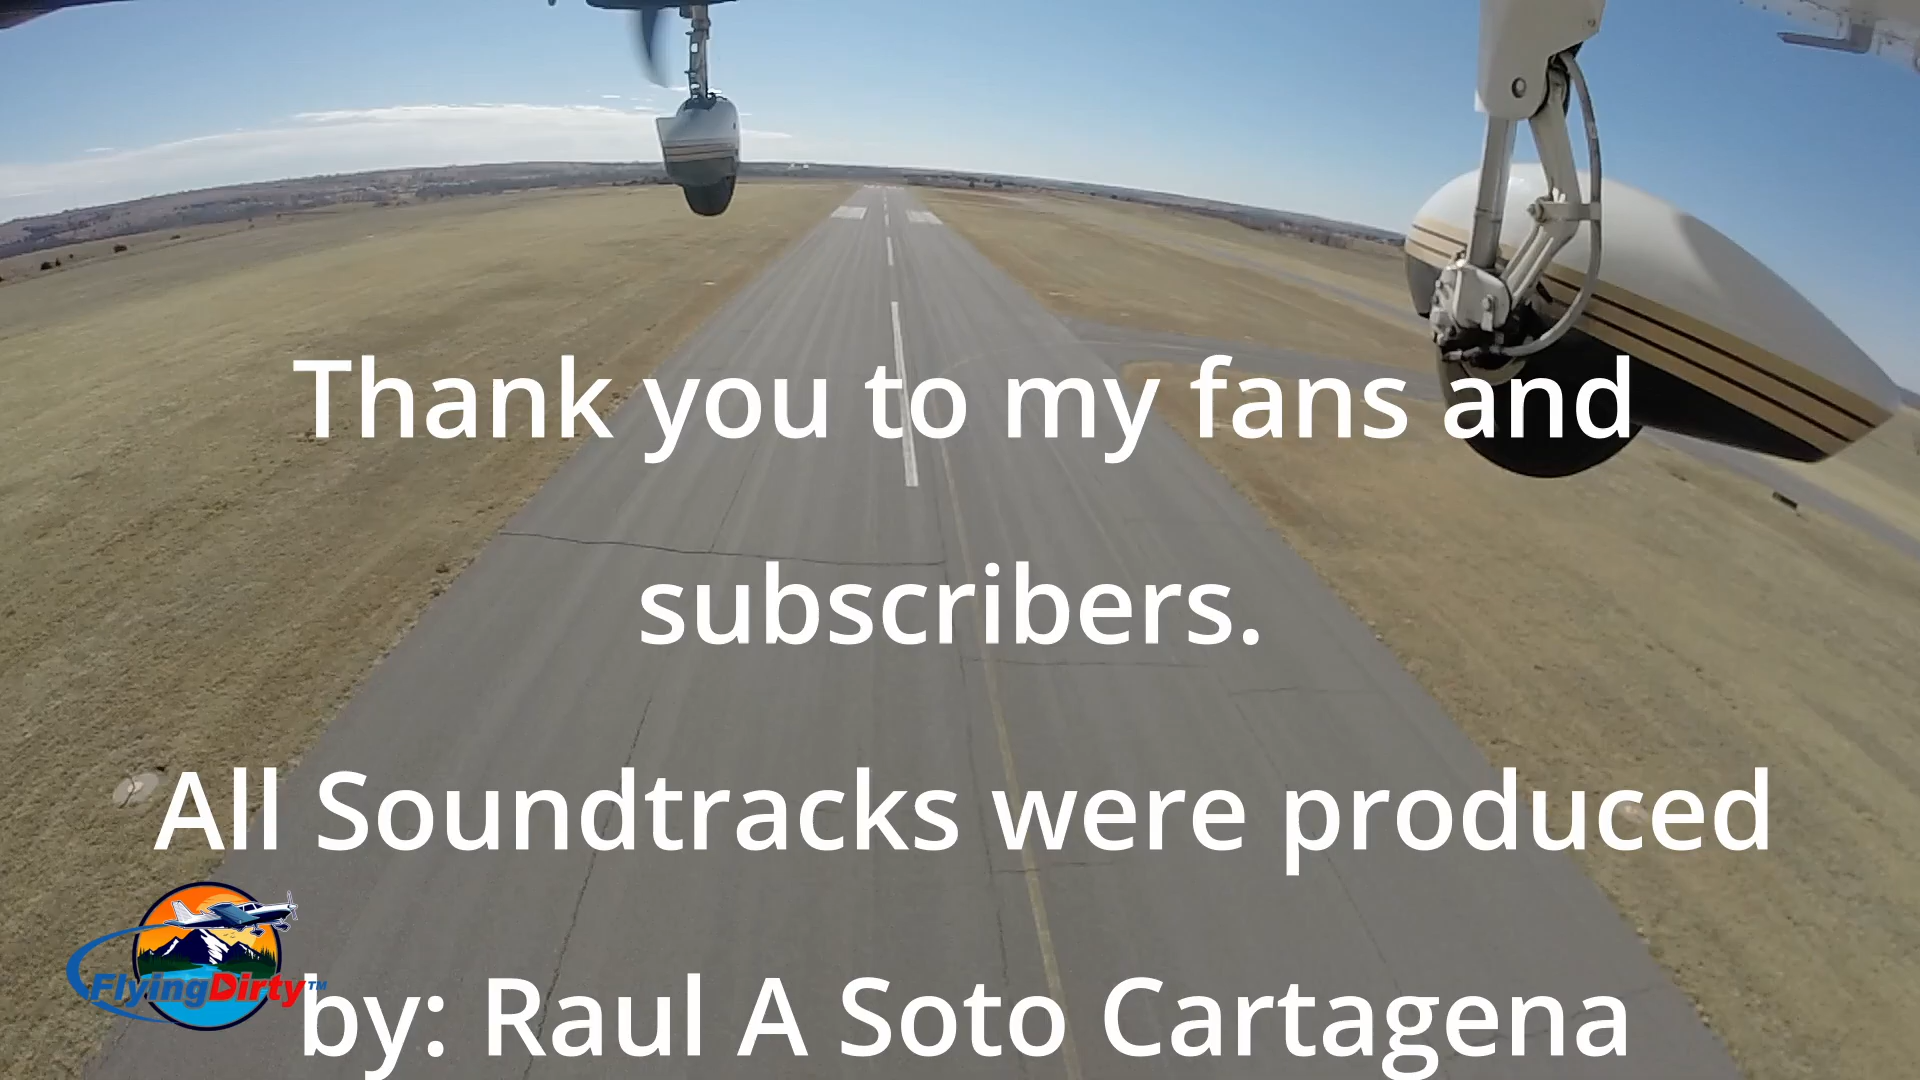 Thank you to my fans and
subscribers.
All Soundtracks were produced
by: Raul A Soto Cartagena
FlyingDirty™